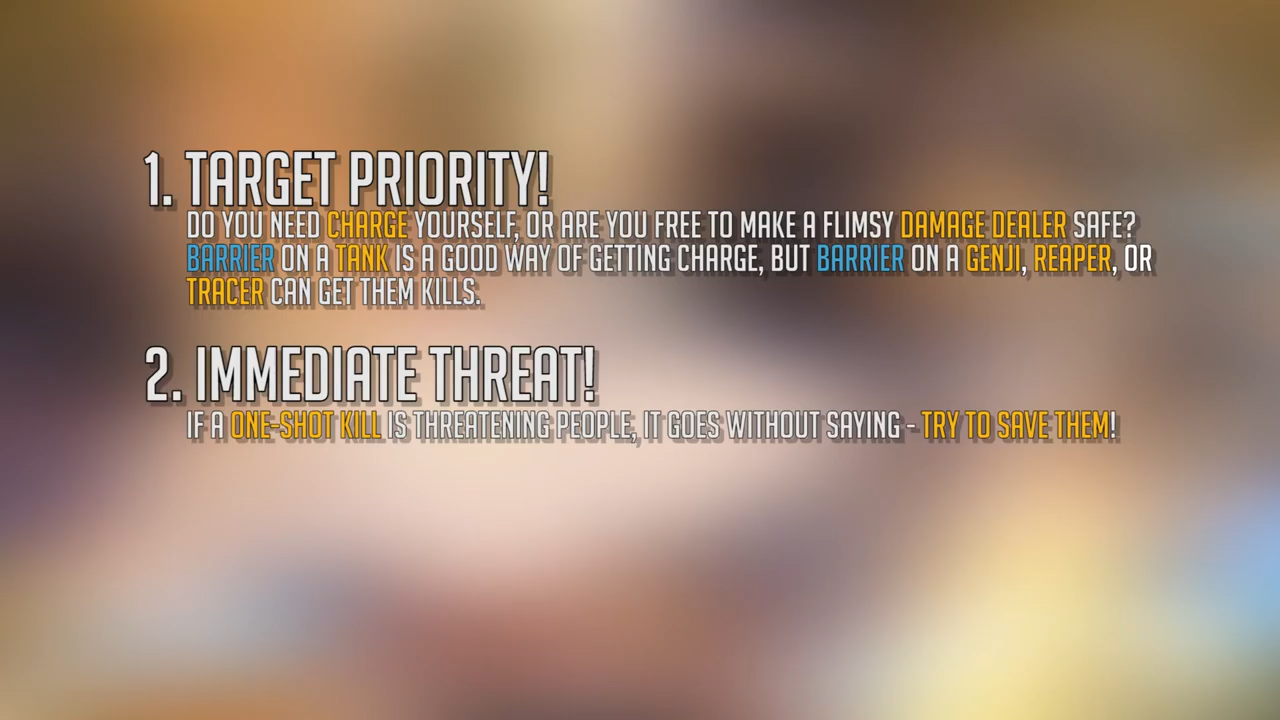 1. TARGET PRIORITY!
DO YOU NEED CHARGE YOURSELF, OR ARE YOU FREE TO MAKE A FLIMSY DAMAGE DEALER SAFE?
BARRIER ON A TANK IS A GOOD WAY OF GETTING CHARGE, BUT BARRIER ON A GENJI, REAPER, OR
TRACER CAN GET THEM KILLS.
2. IMMEDIATE THREAT!
IF A ONE-SHOT KILL IS THREATENING PEOPLE, IT GOES WITHOUT SAYING - TRY TO SAVE THEM!